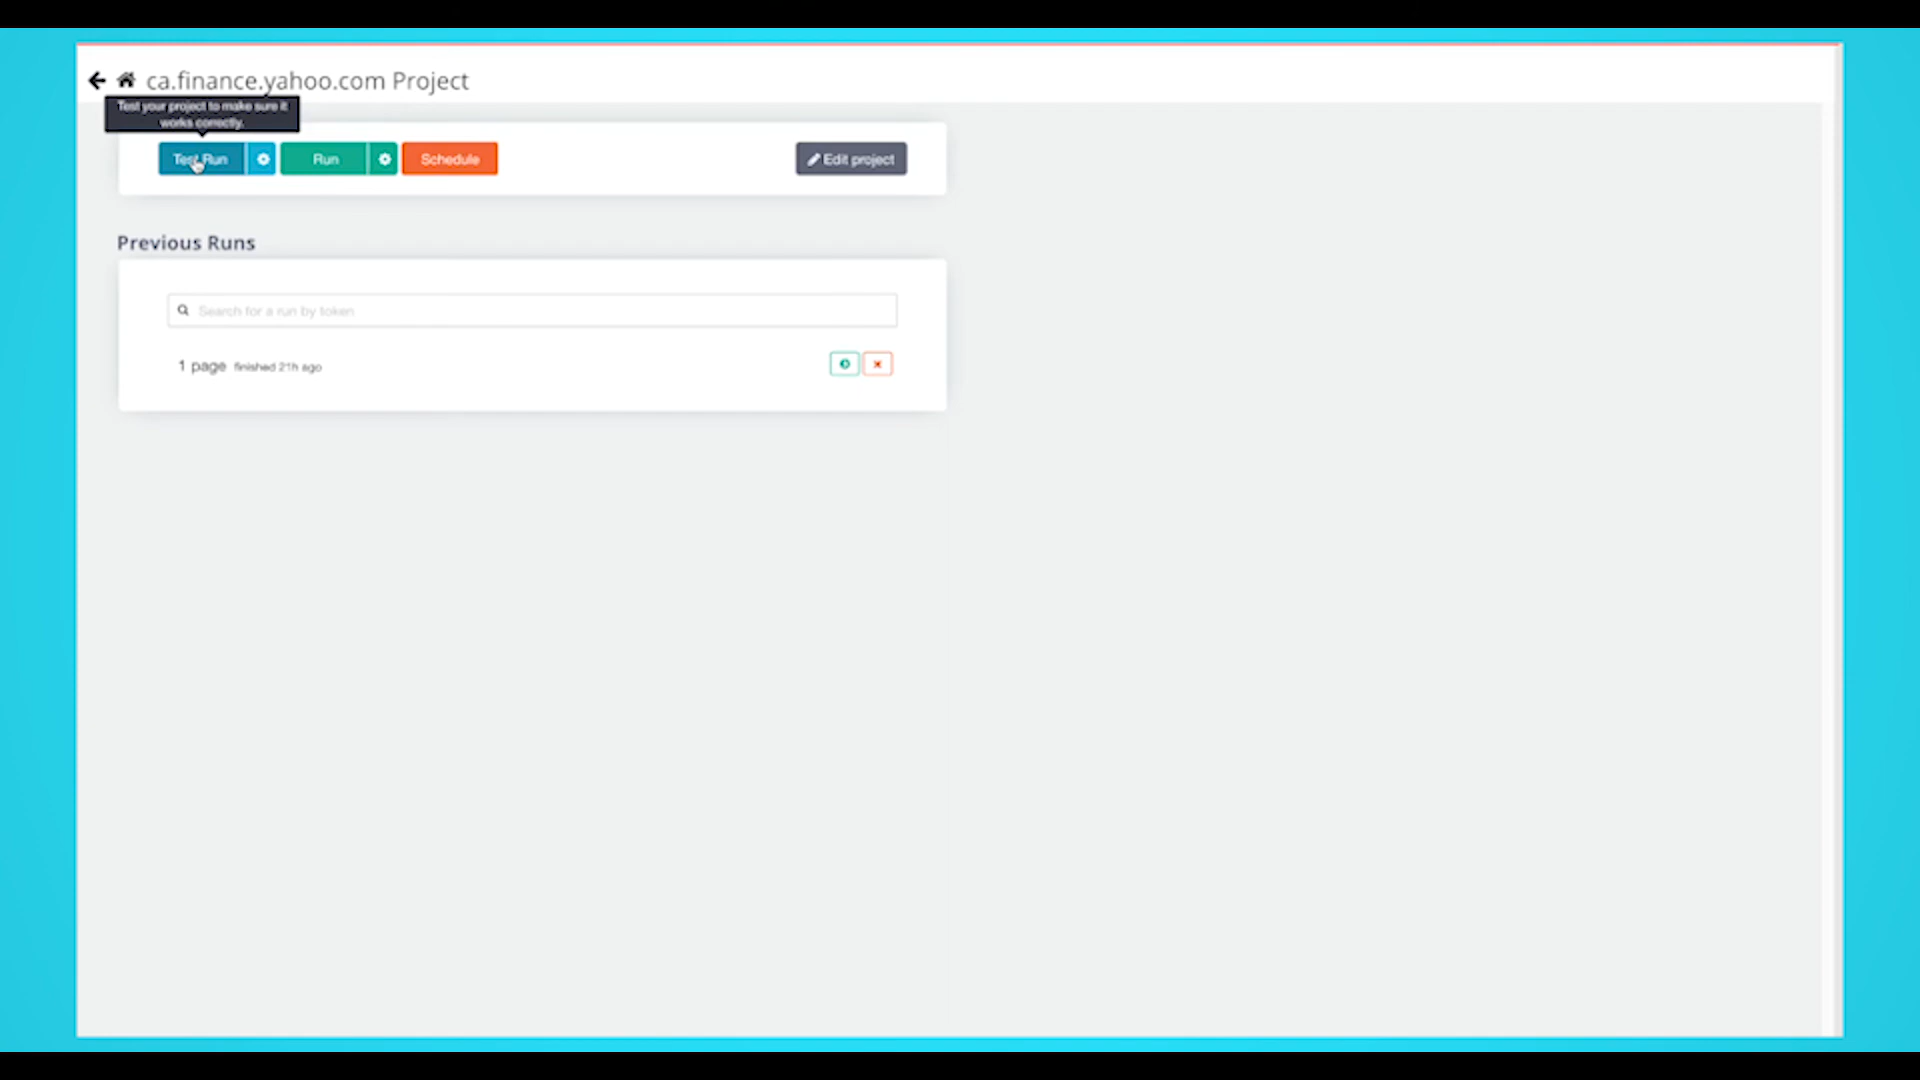 ca.finance.yahoo.com Project
Test your project to make sure it
works correctly.
Test Run
Run
Schedule
Edit project
Previous Runs
Search for a run by token
1 page finished 21h ago